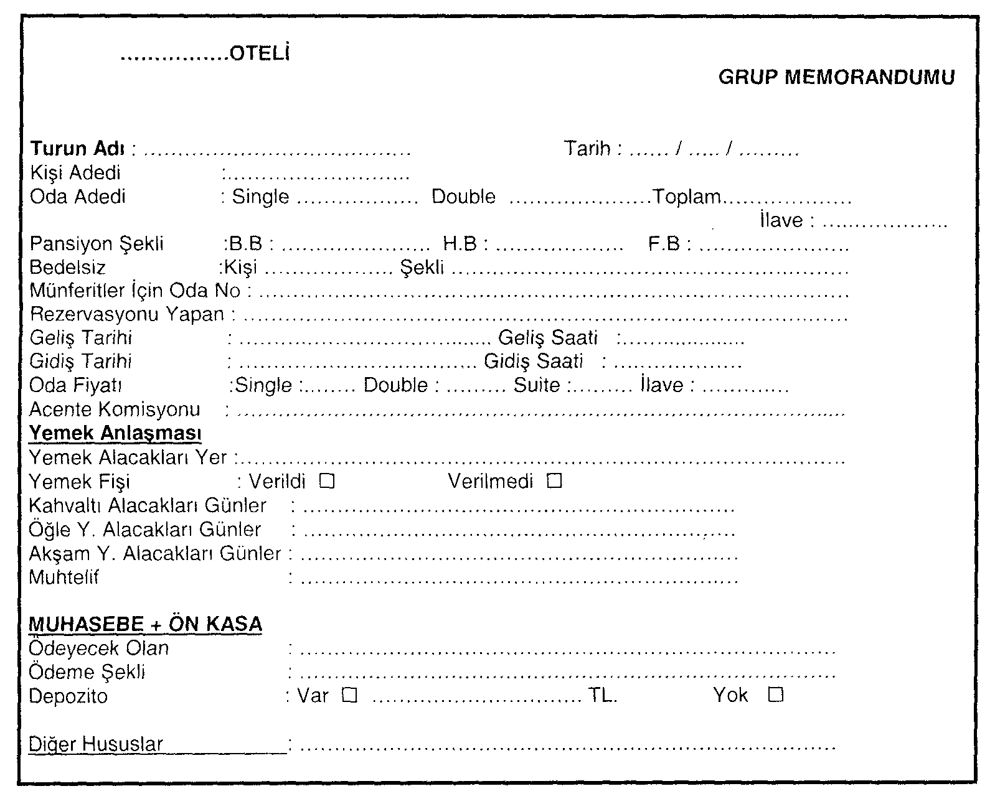 ................OTELİ
GRUP MEMORANDUMU
Turun Adı : ....................................... Tarih : ...... / ..... / .........
Kişi Adedi :...........................
Oda Adedi : Single .................. Double .....................Toplam...................
İlave : ...................
Pansiyon Şekli :B.B : ...................... H.B : ................... F.B : ......................
Bedelsiz :Kişi ................... Şekli ..........................................................
Münferitler İçin Oda No : ......................................................................................
Rezervasyonu Yapan : ........................................................................................
Geliş Tarihi : ..................................... Geliş Saati :..................
Gidiş Tarihi : ................................... Gidiş Saati : ...................
Oda Fiyatı :Single :........ Double : ......... Suite :......... İlave : .............
Acente Komisyonu : .........................................................................................
Yemek Anlaşması
Yemek Alacakları Yer :........................................................................................
Yemek Fişi : Verildi ☐ Verilmedi ☐
Kahvaltı Alacakları Günler : ...............................................................
Öğle Y. Alacakları Günler : ...............................................................
Akşam Y. Alacakları Günler : ................................................................
Muhtelif : ................................................................
MUHASEBE + ÖN KASA
Ödeyecek Olan : ..............................................................................
Ödeme Şekli : ..............................................................................
Depozito : Var ☐ ............................... TL. Yok ☐
Diğer Hususlar : ..............................................................................